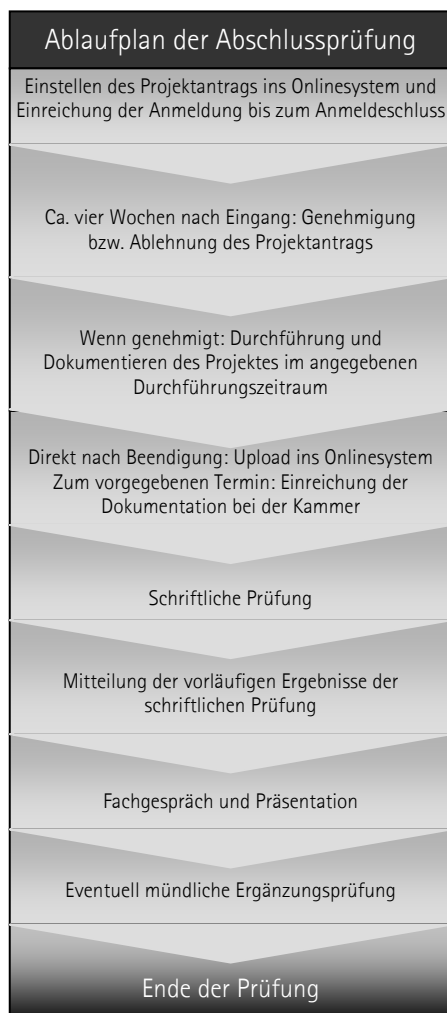 Ablaufplan der Abschlussprüfung
Einstellen des Projektantrags ins Onlinesystem und
Einreichung der Anmeldung bis zum Anmeldeschluss
Ca. vier Wochen nach Eingang: Genehmigung
bzw. Ablehnung des Projektantrags
Wenn genehmigt: Durchführung und
Dokumentieren des Projektes im angegebenen
Durchführungszeitraum
Direkt nach Beendigung: Upload ins Onlinesystem
Zum vorgegebenen Termin: Einreichung der
Dokumentation bei der Kammer
Schriftliche Prüfung
Mitteilung der vorläufigen Ergebnisse der
schriftlichen Prüfung
Fachgespräch und Präsentation
Eventuell mündliche Ergänzungsprüfung
Ende der Prüfung